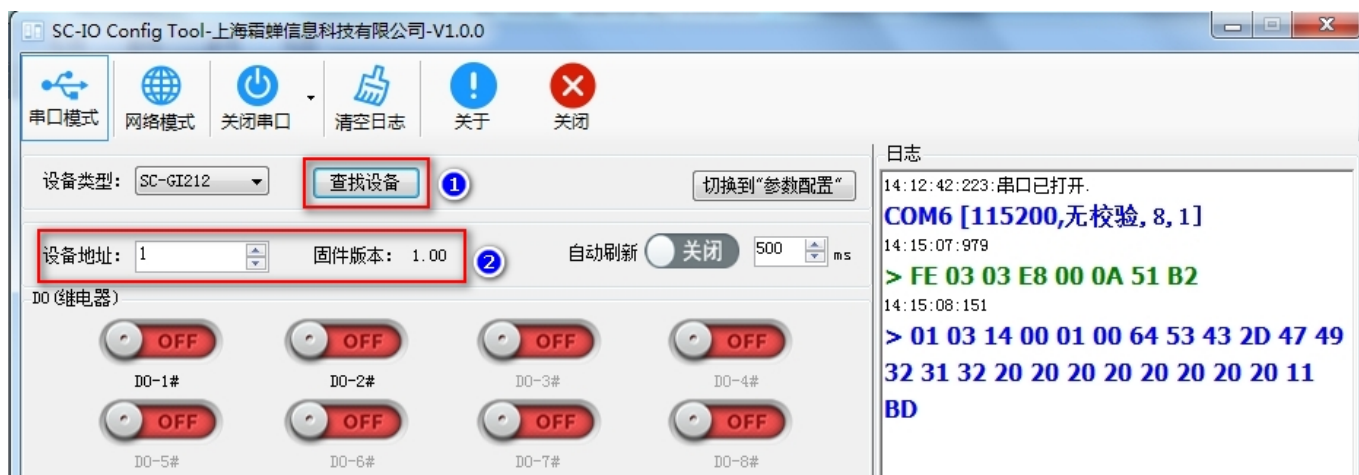 SC-IO Config Tool-上海霜蝉信息科技有限公司-V1.0.0
串口模式 网络模式 关闭串口 清空日志 关于 关闭
设备类型: SC-GI212 查找设备 1 切换到“参数配置“
设备地址: 1 固件版本: 1.00 2 自动刷新 关闭 500 ms
DO(继电器)
OFF OFF OFF OFF
DO-1# DO-2# DO-3# DO-4#
OFF OFF OFF OFF
DO-5# DO-6# DO-7# DO-8#
日志
14:12:42:223:串口已打开.
COM6 [115200,无校验, 8, 1]
14:15:07:979
> FE 03 03 E8 00 0A 51 B2
14:15:08:151
> 01 03 14 00 01 00 64 53 43 2D 47 49
32 31 32 20 20 20 20 20 20 20 20 11
BD